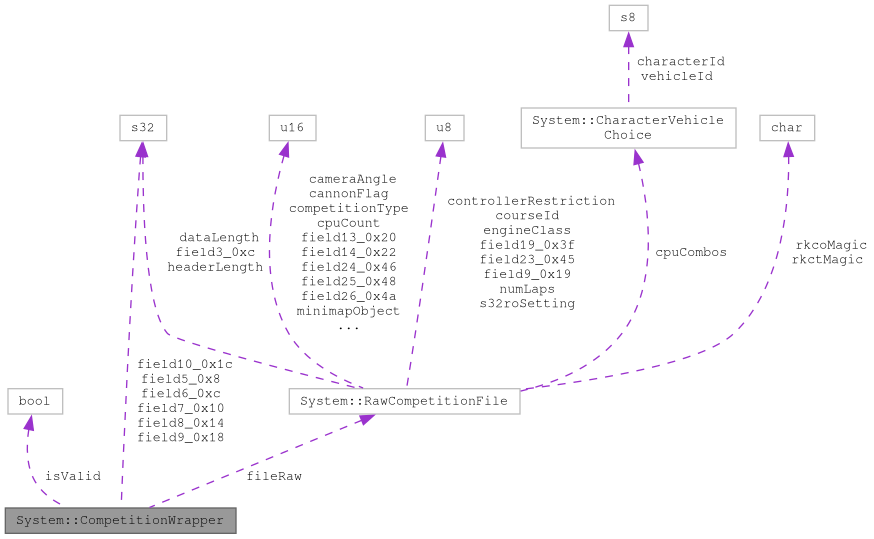 s8
characterId
vehicleId
s32
u16
u8
System::CharacterVehicle
Choice
char
cameraAngle
cannonFlag
competitionType
cpuCount
field13_0x20
field14_0x22
field24_0x46
field25_0x48
field26_0x4a
minimapObject
...
controllerRestriction
courseId
engineClass
field19_0x3f
field23_0x45
field9_0x19
numLaps
s32roSetting
dataLength
field3_0xc
headerLength
cpuCombos
rkcoMagic
rkctMagic
field10_0x1c
field5_0x8
field6_0xc
field7_0x10
field8_0x14
field9_0x18
bool
System::RawCompetitionFile
isValid
fileRaw
System::CompetitionWrapper